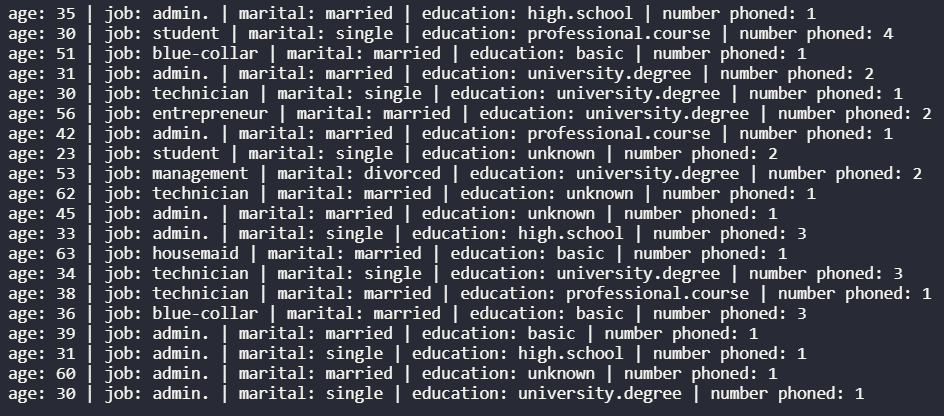 age: 35 | job: admin. | marital: married | education: high.school | number phoned: 1
age: 30 | job: student | marital: single | education: professional.course | number phoned: 4
age: 51 | job: blue-collar | marital: married | education: basic | number phoned: 1
age: 31 | job: admin. | marital: married | education: university.degree | number phoned: 2
age: 30 | job: technician | marital: single | education: university.degree | number phoned: 1
age: 56 | job: entrepreneur | marital: married | education: university.degree | number phoned: 2
age: 42 | job: admin. | marital: married | education: professional.course | number phoned: 1
age: 23 | job: student | marital: single | education: unknown | number phoned: 2
age: 53 | job: management | marital: divorced | education: university.degree | number phoned: 2
age: 62 | job: technician | marital: married | education: unknown | number phoned: 1
age: 45 | job: admin. | marital: married | education: unknown | number phoned: 1
age: 33 | job: admin. | marital: single | education: high.school | number phoned: 3
age: 63 | job: housemaid | marital: married | education: basic | number phoned: 1
age: 34 | job: technician | marital: single | education: university.degree | number phoned: 3
age: 38 | job: technician | marital: married | education: professional.course | number phoned: 1
age: 36 | job: blue-collar | marital: married | education: basic | number phoned: 3
age: 39 | job: admin. | marital: married | education: basic | number phoned: 1
age: 31 | job: admin. | marital: single | education: high.school | number phoned: 1
age: 60 | job: admin. | marital: married | education: unknown | number phoned: 1
age: 30 | job: admin. | marital: single | education: university.degree | number phoned: 1